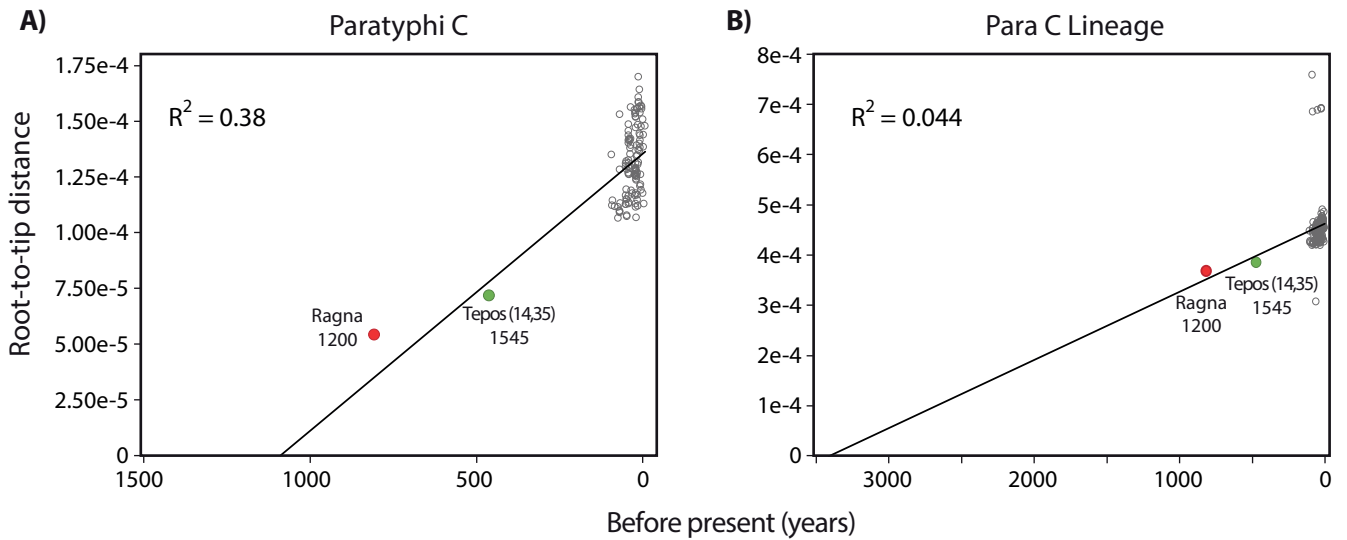 A)
Paratyphi C
Root-to-tip distance
1.75e-4
1.50e-4
1.25e-4
1.00e-4
7.50e-5
5.00e-5
2.50e-5
0
R² = 0.38
Ragna
1200
Tepos (14,35)
1545
1500
1000
500
0
B)
Para C Lineage
8e-4
7e-4
6e-4
5e-4
4e-4
3e-4
2e-4
1e-4
0
R² = 0.044
Ragna
1200
Tepos (14,35)
1545
3000
2000
1000
0
Before present (years)